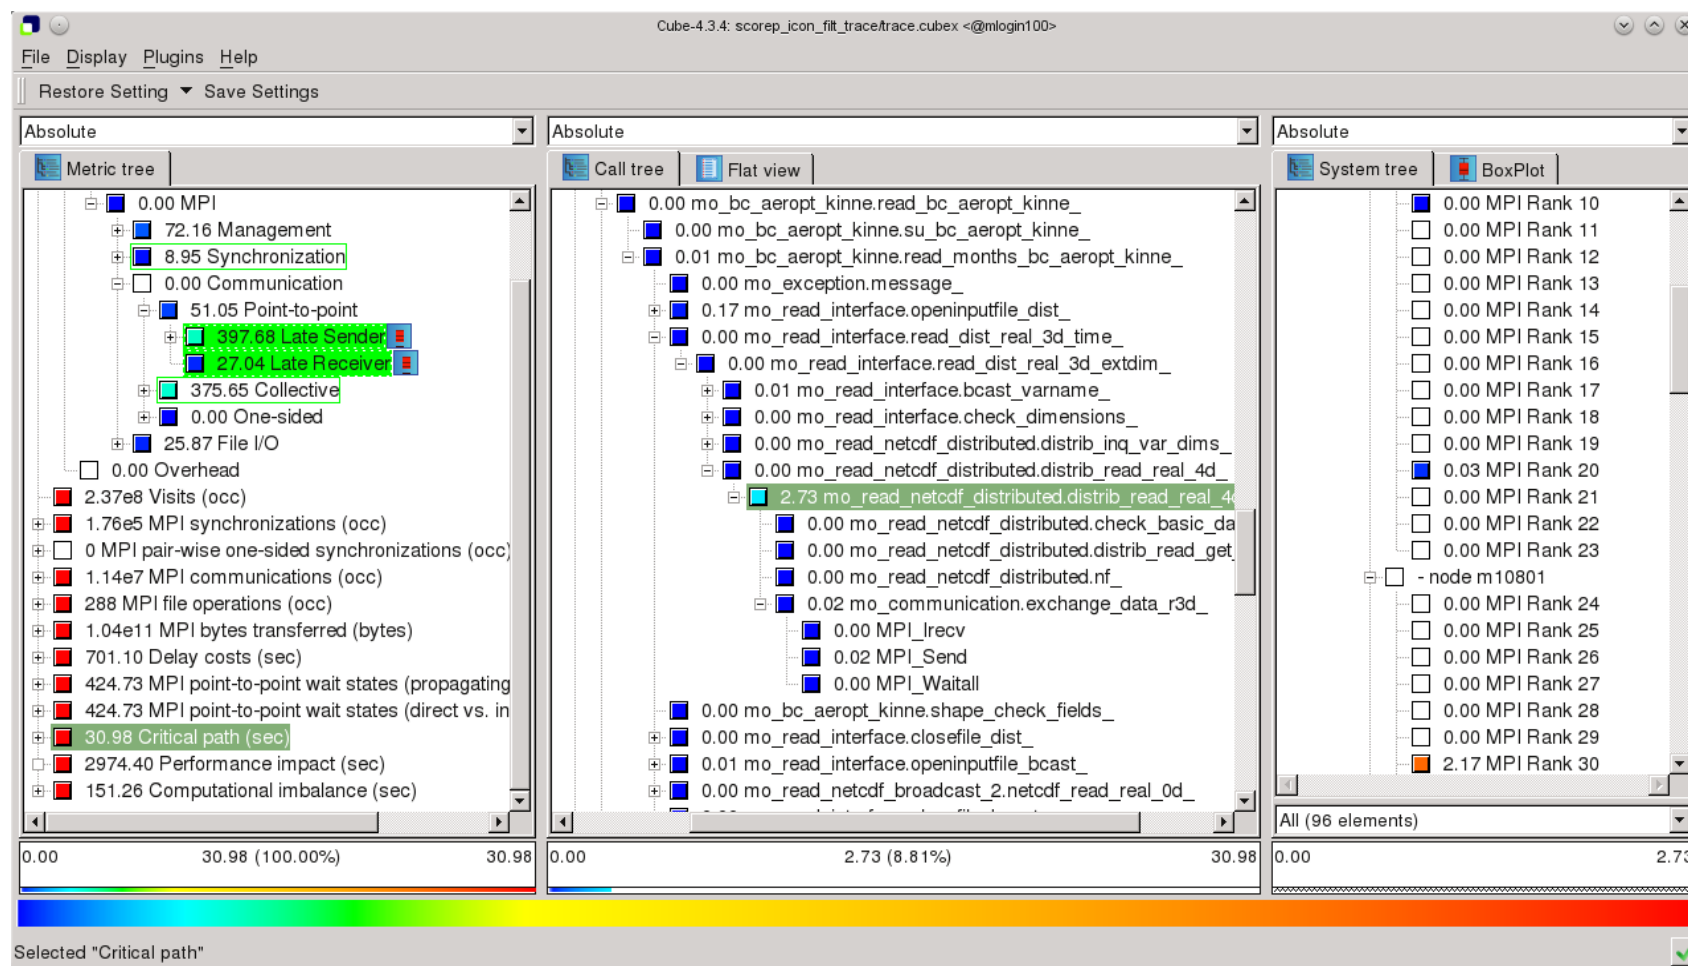 Cube-4.3.4: scorep_icon_filt_trace/trace.cubex <@mlogin100>
File Display Plugins Help
Restore Setting Save Settings
Absolute
Metric tree
0.00 MPI
72.16 Management
8.95 Synchronization
0.00 Communication
51.05 Point-to-point
397.68 Late Sender
27.04 Late Receiver
375.65 Collective
0.00 One-sided
25.87 File I/O
0.00 Overhead
2.37e8 Visits (occ)
1.76e5 MPI synchronizations (occ)
0 MPI pair-wise one-sided synchronizations (occ)
1.14e7 MPI communications (occ)
288 MPI file operations (occ)
1.04e11 MPI bytes transferred (bytes)
701.10 Delay costs (sec)
424.73 MPI point-to-point wait states (propagating
424.73 MPI point-to-point wait states (direct vs. in
30.98 Critical path (sec)
2974.40 Performance impact (sec)
151.26 Computational imbalance (sec)
0.00 30.98 (100.00%) 30.98
Absolute
Call tree Flat view
0.00 mo_bc_aeropt_kinne.read_bc_aeropt_kinne_
0.00 mo_bc_aeropt_kinne.su_bc_aeropt_kinne_
0.01 mo_bc_aeropt_kinne.read_months_bc_aeropt_kinne_
0.00 mo_exception.message_
0.17 mo_read_interface.openinputfile_dist_
0.00 mo_read_interface.read_dist_real_3d_time_
0.00 mo_read_interface.read_dist_real_3d_extdim_
0.01 mo_read_interface.bcast_varname_
0.00 mo_read_interface.check_dimensions_
0.00 mo_read_netcdf_distributed.distrib_inq_var_dims_
0.00 mo_read_netcdf_distributed.distrib_read_real_4d_
2.73 mo_read_netcdf_distributed.distrib_read_real_4
0.00 mo_read_netcdf_distributed.check_basic_da
0.00 mo_read_netcdf_distributed.distrib_read_get_
0.00 mo_read_netcdf_distributed.nf_
0.02 mo_communication.exchange_data_r3d_
0.00 MPI_Irecv
0.02 MPI_Send
0.00 MPI_Waitall
0.00 mo_bc_aeropt_kinne.shape_check_fields_
0.00 mo_read_interface.closefile_dist_
0.01 mo_read_interface.openinputfile_bcast_
0.00 mo_read_netcdf_broadcast_2.netcdf_read_real_0d_
0.00 2.73 (8.81%) 30.98
Absolute
System tree BoxPlot
0.00 MPI Rank 10
0.00 MPI Rank 11
0.00 MPI Rank 12
0.00 MPI Rank 13
0.00 MPI Rank 14
0.00 MPI Rank 15
0.00 MPI Rank 16
0.00 MPI Rank 17
0.00 MPI Rank 18
0.00 MPI Rank 19
0.03 MPI Rank 20
0.00 MPI Rank 21
0.00 MPI Rank 22
0.00 MPI Rank 23
- node m10801
0.00 MPI Rank 24
0.00 MPI Rank 25
0.00 MPI Rank 26
0.00 MPI Rank 27
0.00 MPI Rank 28
0.00 MPI Rank 29
2.17 MPI Rank 30
All (96 elements)
0.00 2.73
Selected "Critical path"